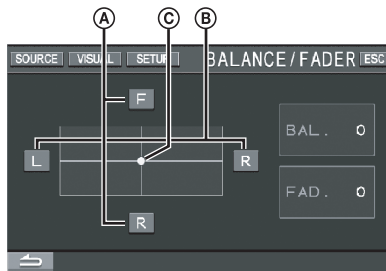 A C B
SOURCE VISUAL SETUP BALANCE/FADER ESC
F
BAL. 0
L R
FAD. 0
R